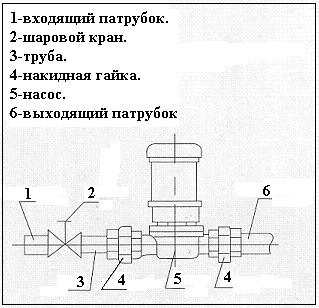 1-входящий патрубок.
2-шаровой кран.
3-труба.
4-накидная гайка.
5-насос.
6-выходящий патрубок
1 2 6
3 4 5 4